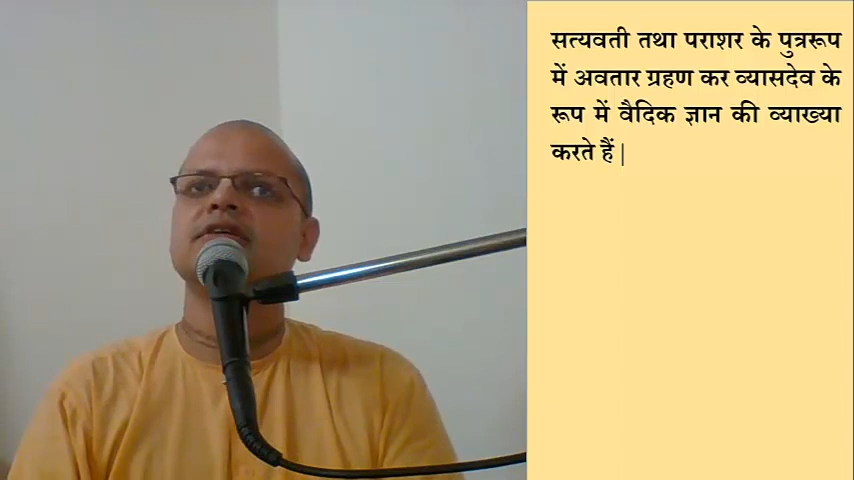 सत्यवती तथा पराशर के पुत्ररूप
में अवतार ग्रहण कर व्यासदेव के
रूप में वैदिक ज्ञान की व्याख्या
करते हैं |